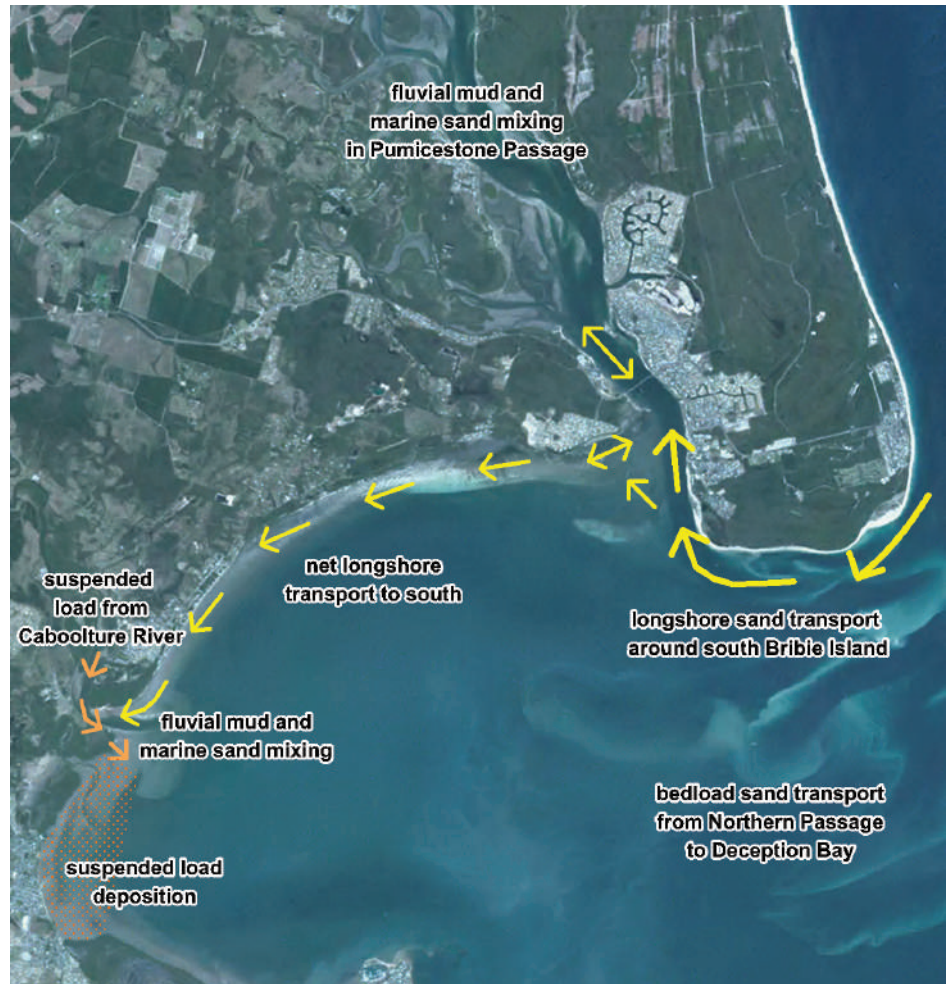 fluvial mud and
marine sand mixing
in Pumicestone Passage
net longshore
transport to south
suspended
load from
Caboolture River
longshore sand transport
around south Bribie Island
fluvial mud and
marine sand mixing
bedload sand transport
from Northern Passage
to Deception Bay
suspended load
deposition